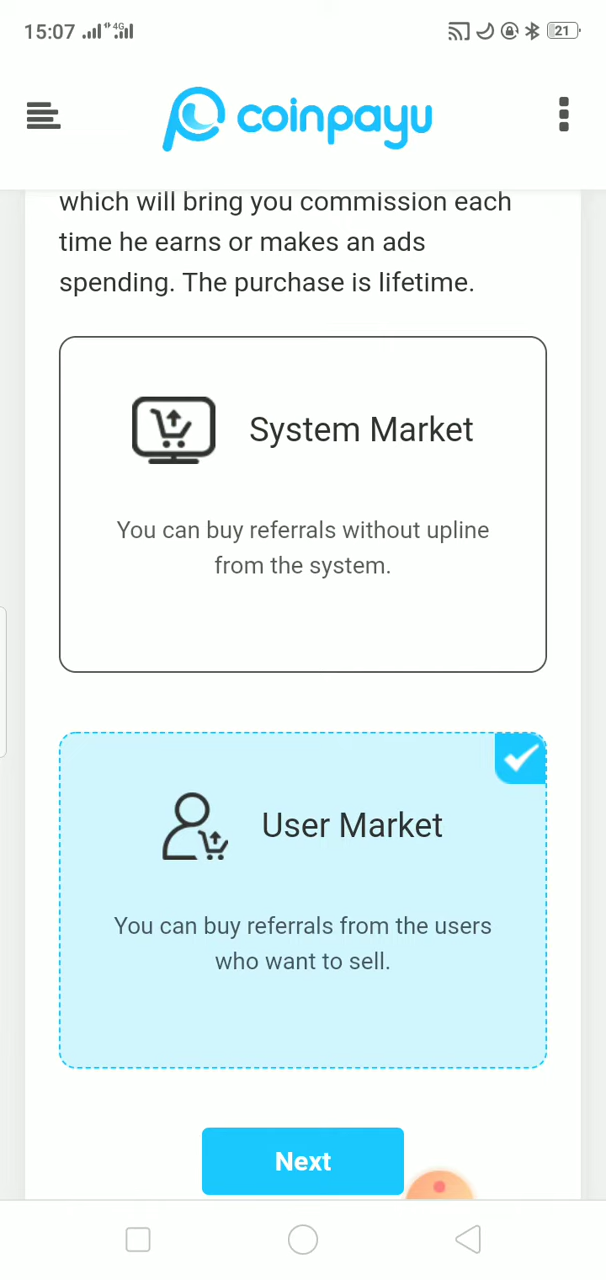 15:07
4G
21
coinpayu
which will bring you commission each
time he earns or makes an ads
spending. The purchase is lifetime.
System Market
You can buy referrals without upline
from the system.
User Market
You can buy referrals from the users
who want to sell.
Next